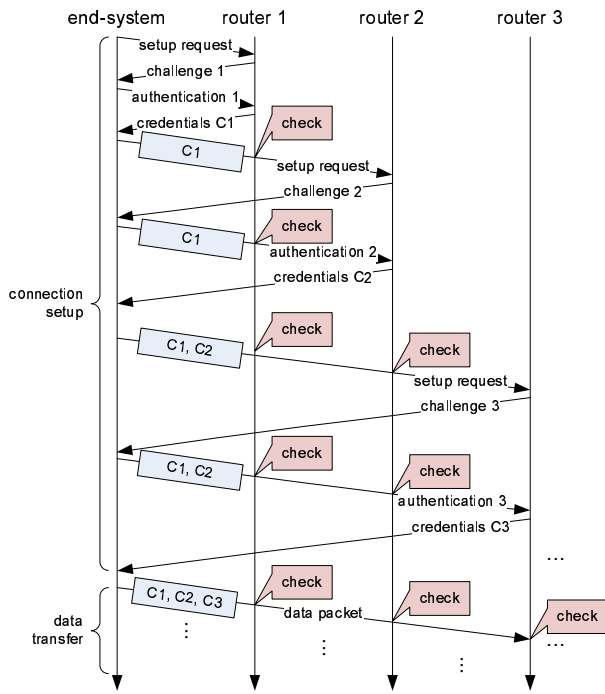 end-system router 1 router 2 router 3
setup request
challenge 1
authentication 1
credentials C1
check
C1
setup request
challenge 2
C1
check
authentication 2
credentials C2
connection
setup
check
C1, C2
check
setup request
challenge 3
check
C1, C2
check
authentication 3
credentials C3
...
check
C1, C2, C3
data packet
check
check
data
transfer
...
...
...
...